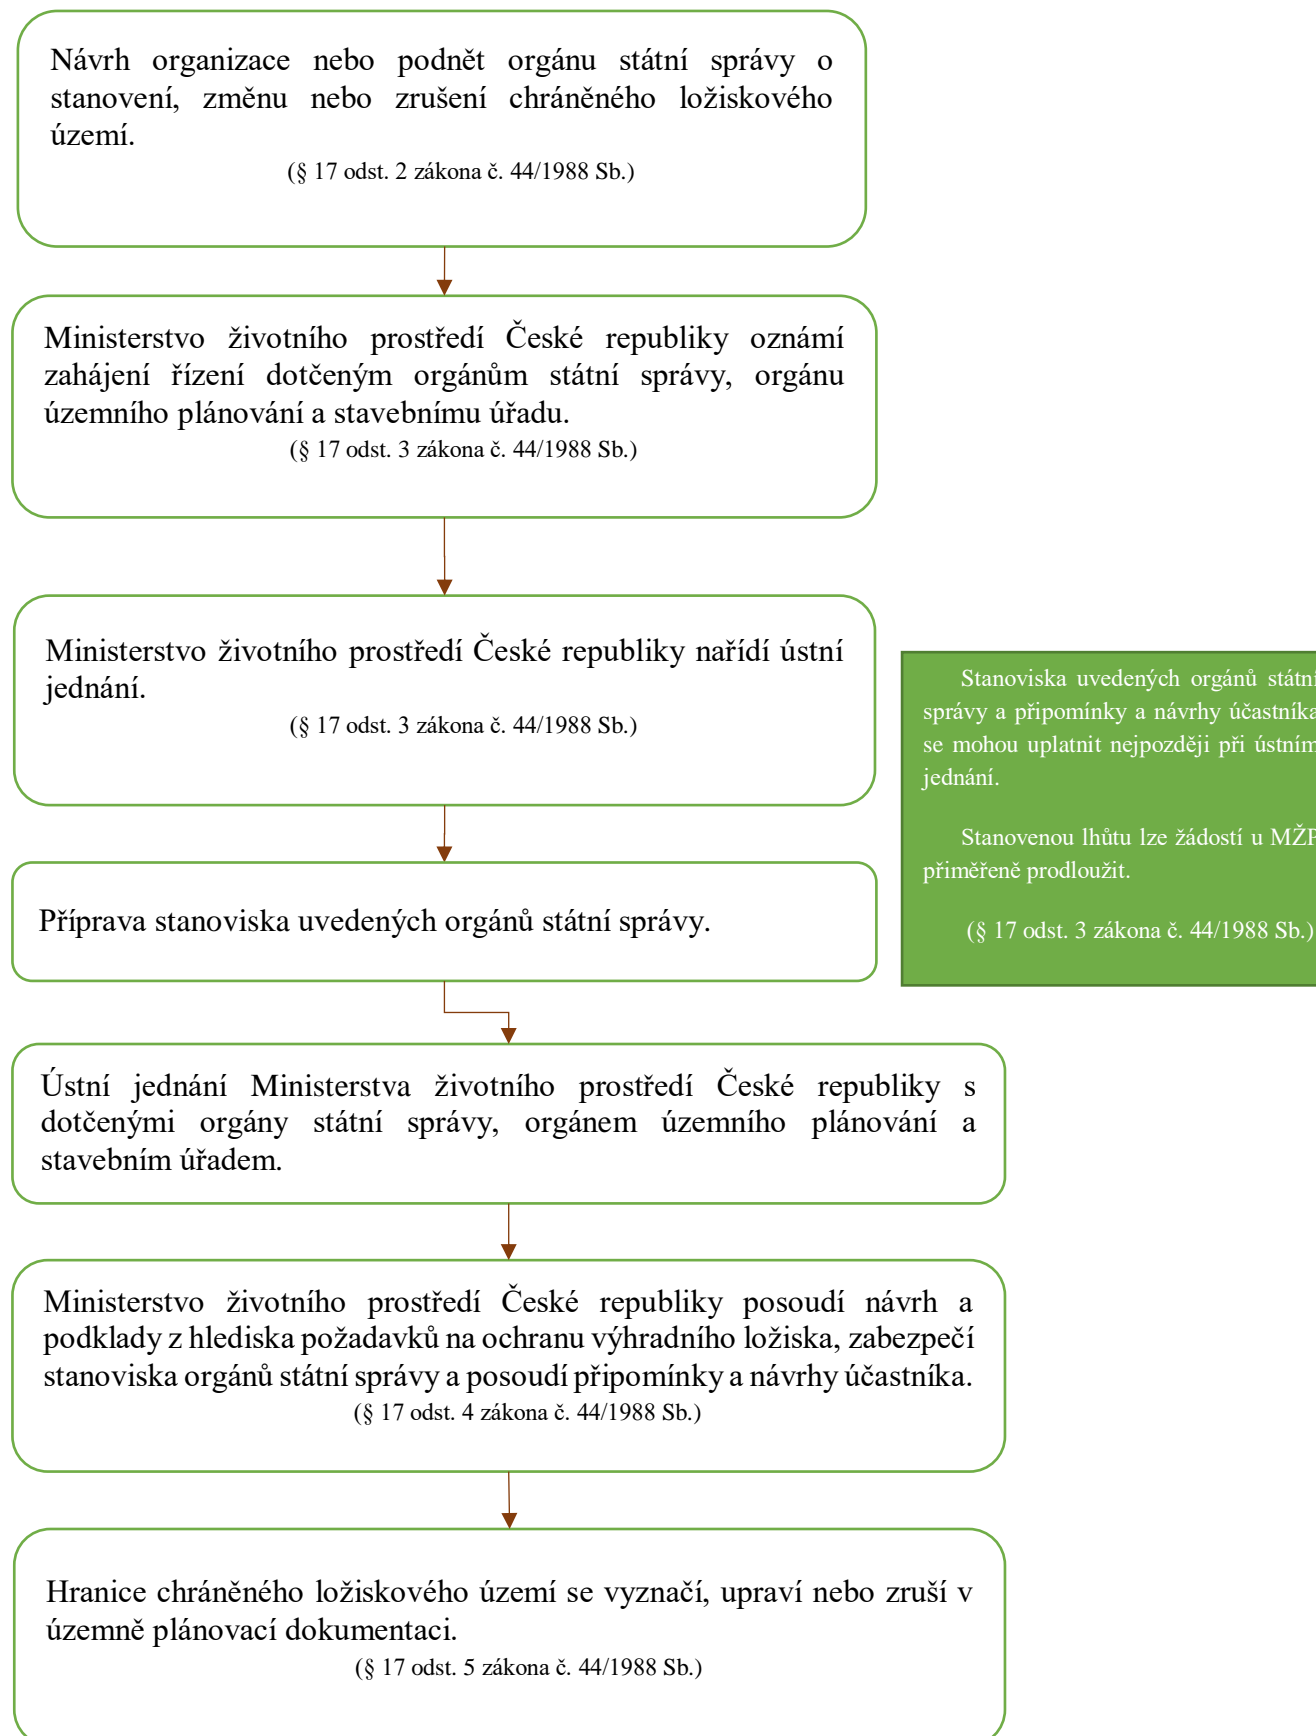 Návrh organizace nebo podnět orgánu státní správy o
stanovení, změnu nebo zrušení chráněného ložiskového
území.
(§ 17 odst. 2 zákona č. 44/1988 Sb.)
Ministerstvo životního prostředí České republiky oznámí
zahájení řízení dotčeným orgánům státní správy, orgánu
územního plánování a stavebnímu úřadu.
(§ 17 odst. 3 zákona č. 44/1988 Sb.)
Ministerstvo životního prostředí České republiky nařídí ústní
jednání.
(§ 17 odst. 3 zákona č. 44/1988 Sb.)
Stanoviska uvedených orgánů státní
správy a připomínky a návrhy účastníka
se mohou uplatnit nejpozději při ústním
jednání.
Stanovenou lhůtu lze žádostí u MŽP
přiměřeně prodloužit.
(§ 17 odst. 3 zákona č. 44/1988 Sb.)
Příprava stanoviska uvedených orgánů státní správy.
Ústní jednání Ministerstva životního prostředí České republiky s
dotčenými orgány státní správy, orgánem územního plánování a
stavebním úřadem.
Ministerstvo životního prostředí České republiky posoudí návrh a
podklady z hlediska požadavků na ochranu výhradního ložiska, zabezpečí
stanoviska orgánů státní správy a posoudí připomínky a návrhy účastníka.
(§ 17 odst. 4 zákona č. 44/1988 Sb.)
Hranice chráněného ložiskového území se vyznačí, upraví nebo zruší v
územně plánovací dokumentaci.
(§ 17 odst. 5 zákona č. 44/1988 Sb.)